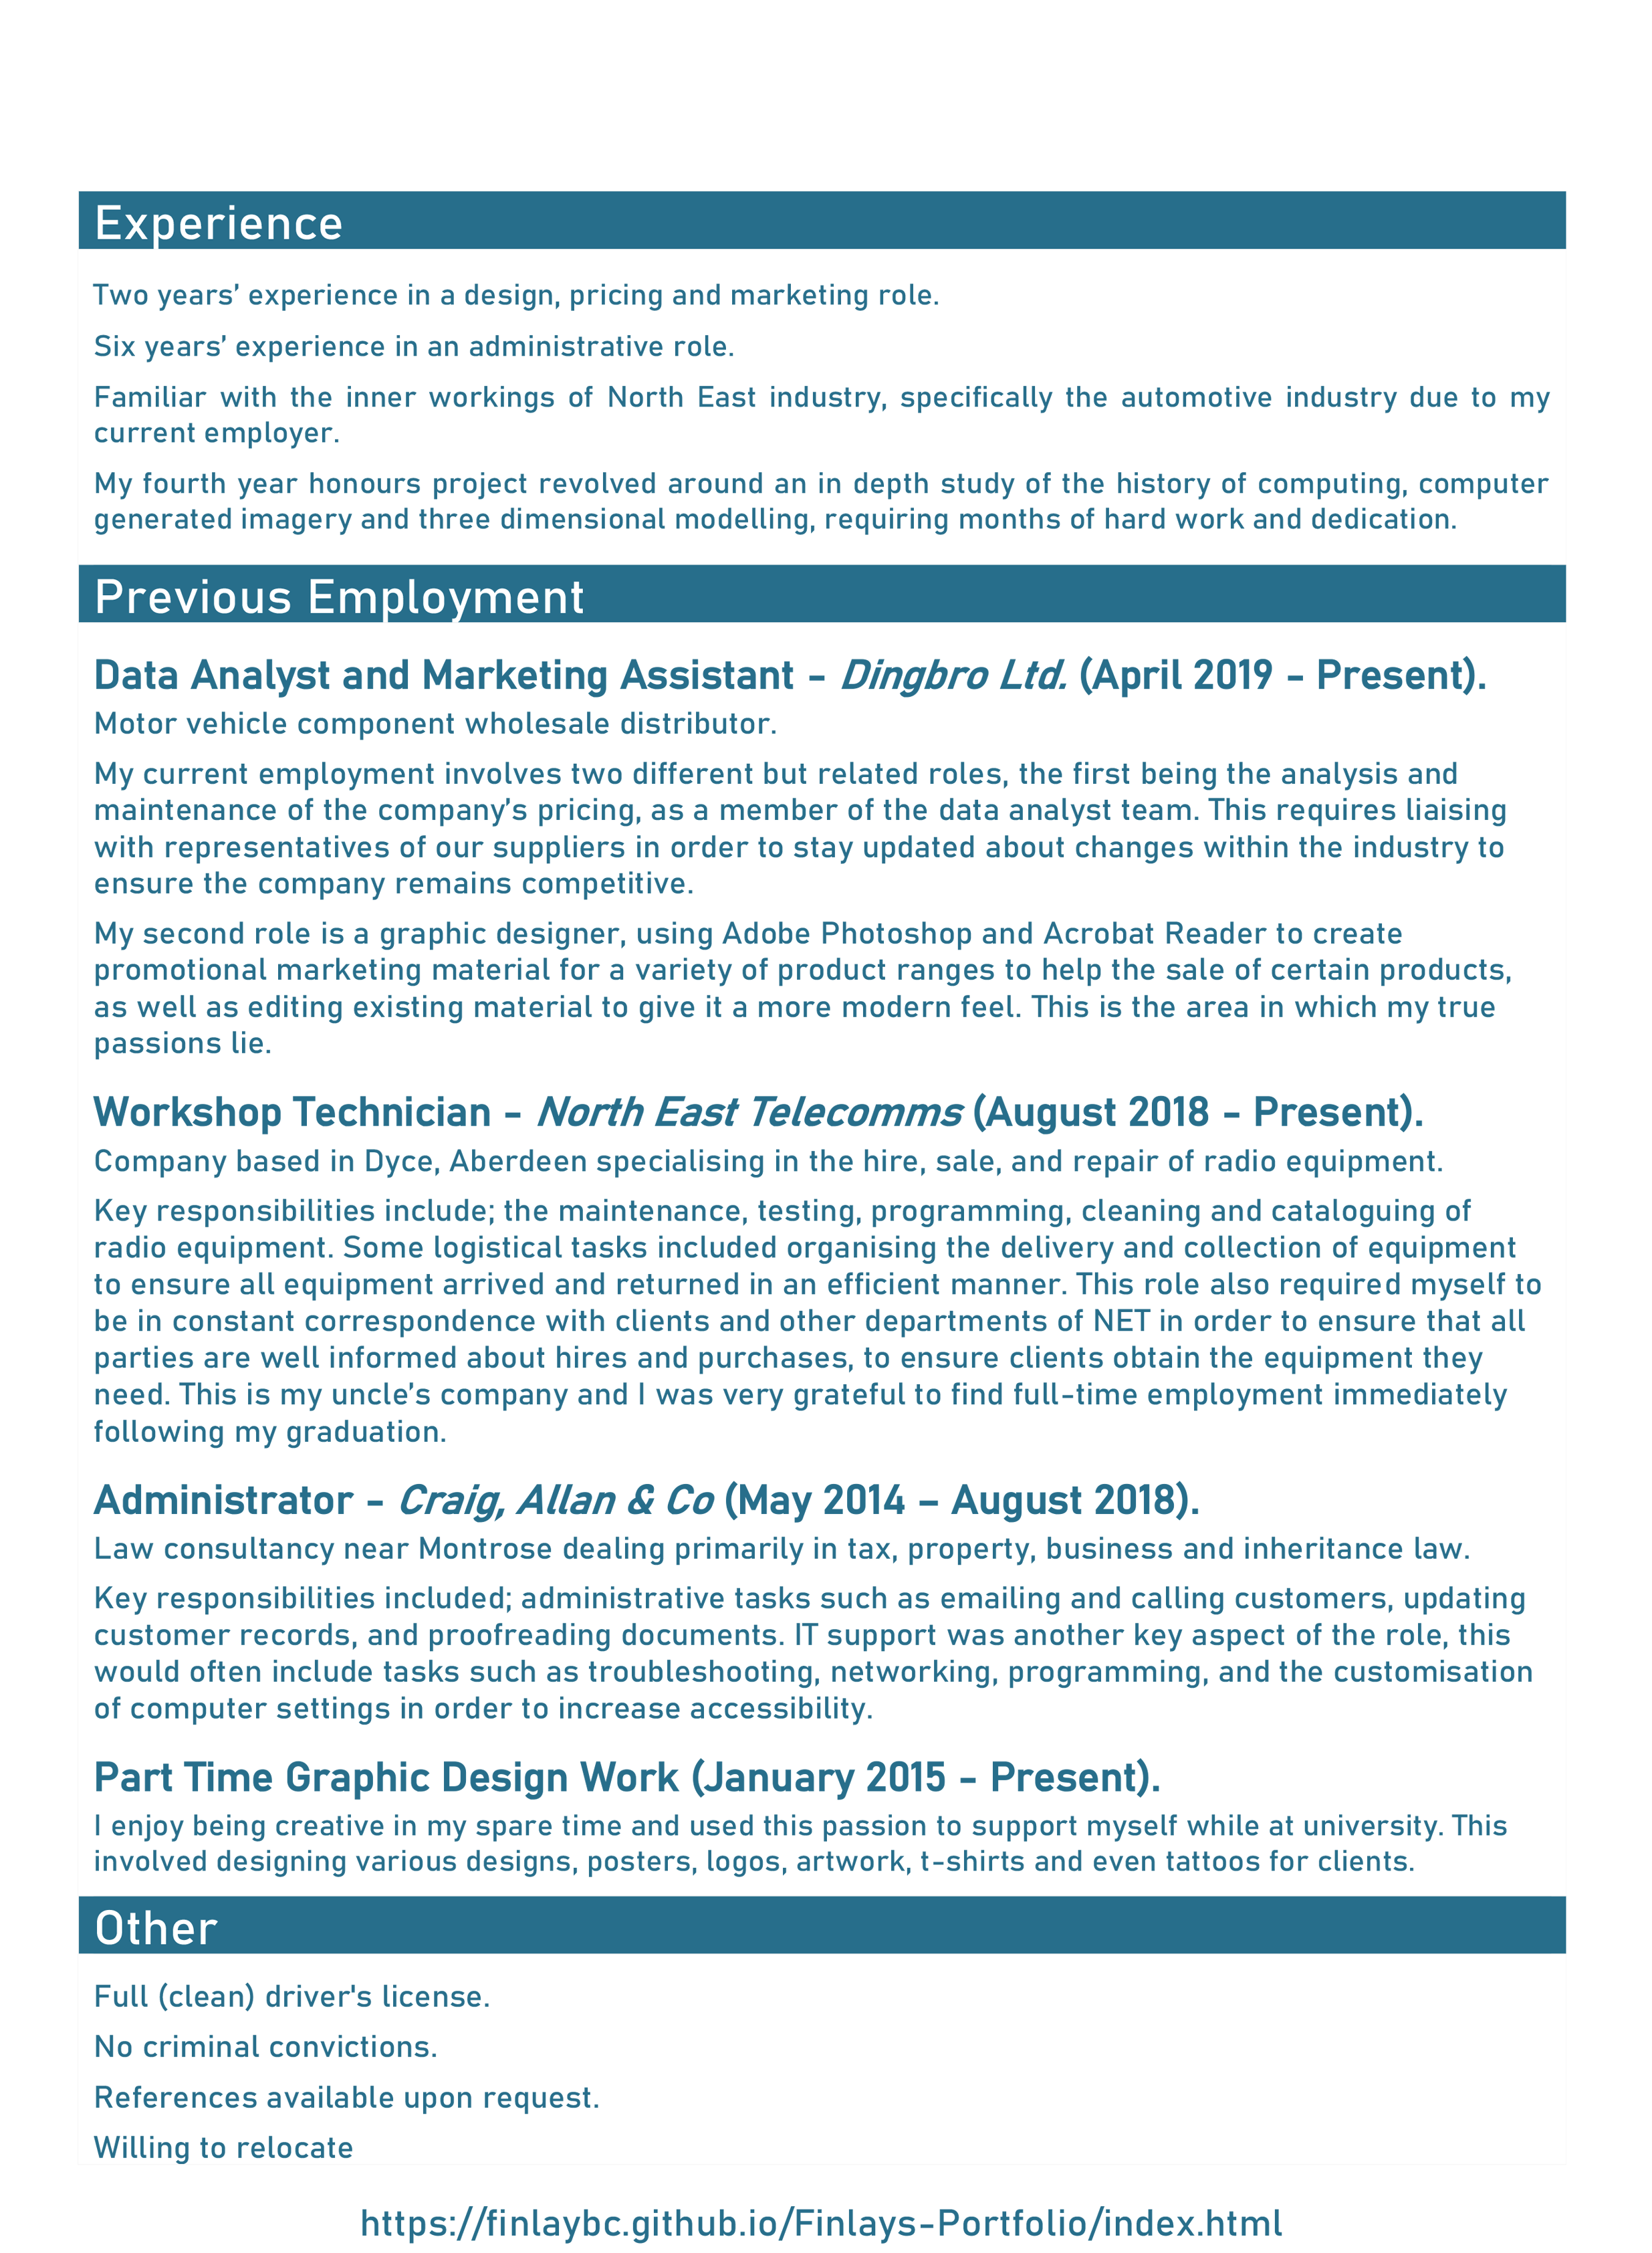 Experience
Two years’ experience in a design, pricing and marketing role.
Six years’ experience in an administrative role.
Familiar with the inner workings of North East industry, specifically the automotive industry due to my
current employer.
My fourth year honours project revolved around an in depth study of the history of computing, computer
generated imagery and three dimensional modelling, requiring months of hard work and dedication.
Previous Employment
Data Analyst and Marketing Assistant - Dingbro Ltd. (April 2019 - Present).
Motor vehicle component wholesale distributor.
My current employment involves two different but related roles, the first being the analysis and
maintenance of the company’s pricing, as a member of the data analyst team. This requires liaising
with representatives of our suppliers in order to stay updated about changes within the industry to
ensure the company remains competitive.
My second role is a graphic designer, using Adobe Photoshop and Acrobat Reader to create
promotional marketing material for a variety of product ranges to help the sale of certain products,
as well as editing existing material to give it a more modern feel. This is the area in which my true
passions lie.
Workshop Technician - North East Telecomms (August 2018 - Present).
Company based in Dyce, Aberdeen specialising in the hire, sale, and repair of radio equipment.
Key responsibilities include; the maintenance, testing, programming, cleaning and cataloguing of
radio equipment. Some logistical tasks included organising the delivery and collection of equipment
to ensure all equipment arrived and returned in an efficient manner. This role also required myself to
be in constant correspondence with clients and other departments of NET in order to ensure that all
parties are well informed about hires and purchases, to ensure clients obtain the equipment they
need. This is my uncle’s company and I was very grateful to find full-time employment immediately
following my graduation.
Administrator - Craig, Allan & Co (May 2014 – August 2018).
Law consultancy near Montrose dealing primarily in tax, property, business and inheritance law.
Key responsibilities included; administrative tasks such as emailing and calling customers, updating
customer records, and proofreading documents. IT support was another key aspect of the role, this
would often include tasks such as troubleshooting, networking, programming, and the customisation
of computer settings in order to increase accessibility.
Part Time Graphic Design Work (January 2015 - Present).
I enjoy being creative in my spare time and used this passion to support myself while at university. This
involved designing various designs, posters, logos, artwork, t-shirts and even tattoos for clients.
Other
Full (clean) driver's license.
No criminal convictions.
References available upon request.
Willing to relocate
https://finlaybc.github.io/Finlays-Portfolio/index.html